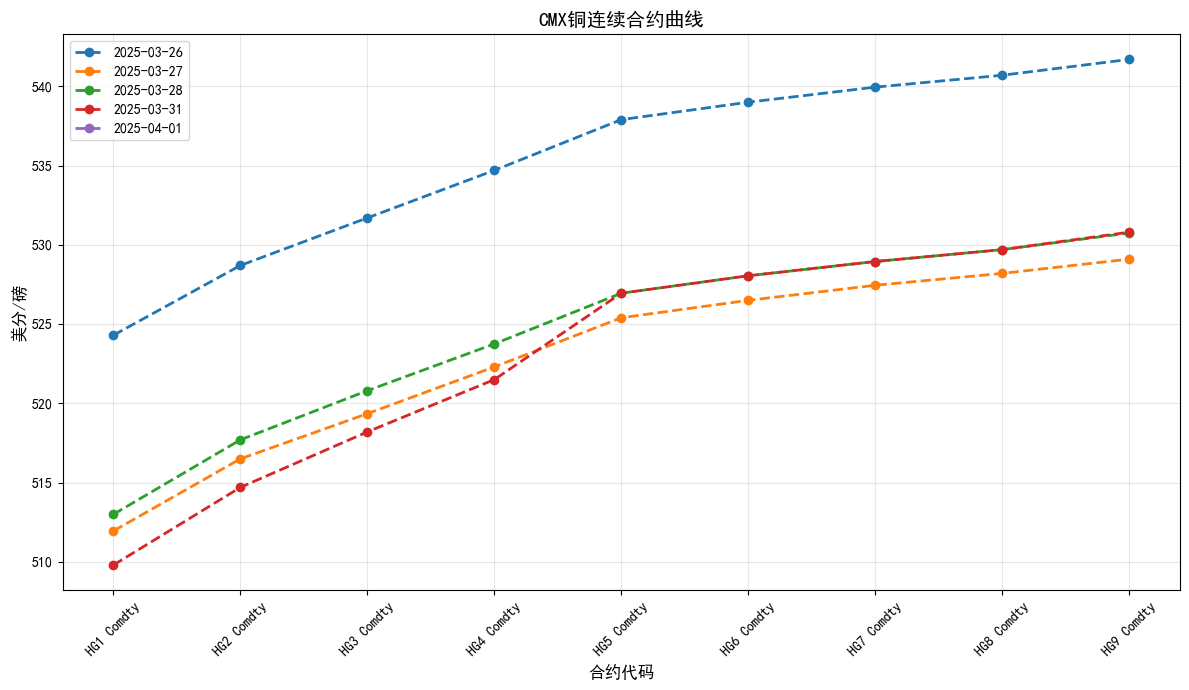 CMX铜连续合约曲线
2025-03-26
2025-03-27
2025-03-28
2025-03-31
2025-04-01
美分/磅
540
535
530
525
520
515
510
HG1 Comdty
HG2 Comdty
HG3 Comdty
HG4 Comdty
HG5 Comdty
HG6 Comdty
HG7 Comdty
HG8 Comdty
HG9 Comdty
合约代码